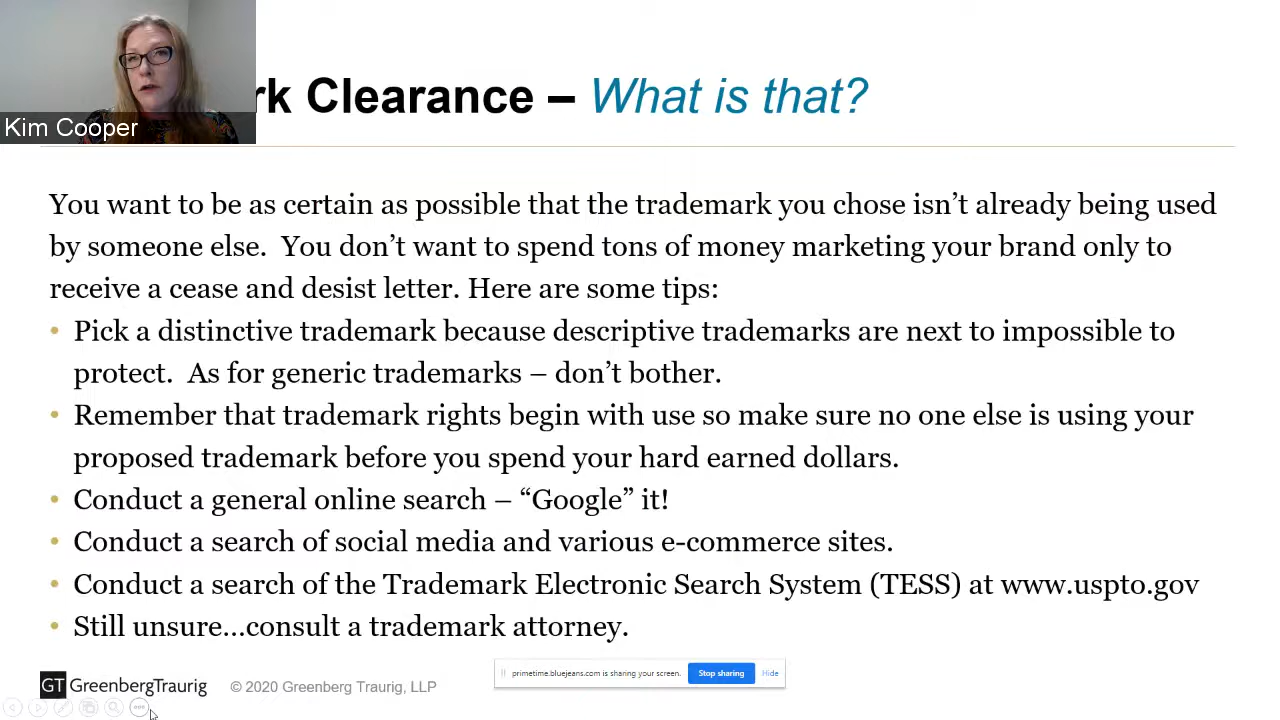 rk Clearance – What is that?
Kim Cooper
You want to be as certain as possible that the trademark you chose isn’t already being used
by someone else.  You don’t want to spend tons of money marketing your brand only to
receive a cease and desist letter. Here are some tips:
• Pick a distinctive trademark because descriptive trademarks are next to impossible to
protect.  As for generic trademarks – don’t bother.
• Remember that trademark rights begin with use so make sure no one else is using your
proposed trademark before you spend your hard earned dollars.
• Conduct a general online search – “Google” it!
• Conduct a search of social media and various e-commerce sites.
• Conduct a search of the Trademark Electronic Search System (TESS) at www.uspto.gov
• Still unsure…consult a trademark attorney.
primetime.bluejeans.com is sharing your screen. Stop sharing Hide
GT GreenbergTraurig © 2020 Greenberg Traurig, LLP